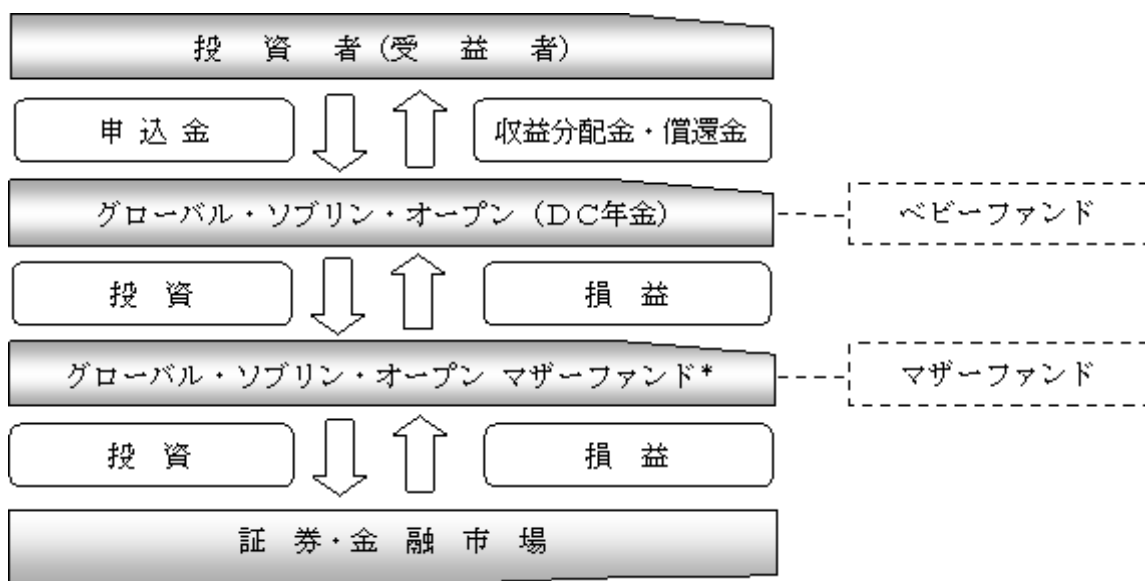 投資者(受益者)
申込金
収益分配金・償還金
グローバル・ソブリン・オープン(DC年金)
ベビーファンド
投資
損益
グローバル・ソブリン・オープン マザーファンド*
マザーファンド
投資
損益
証券・金融市場